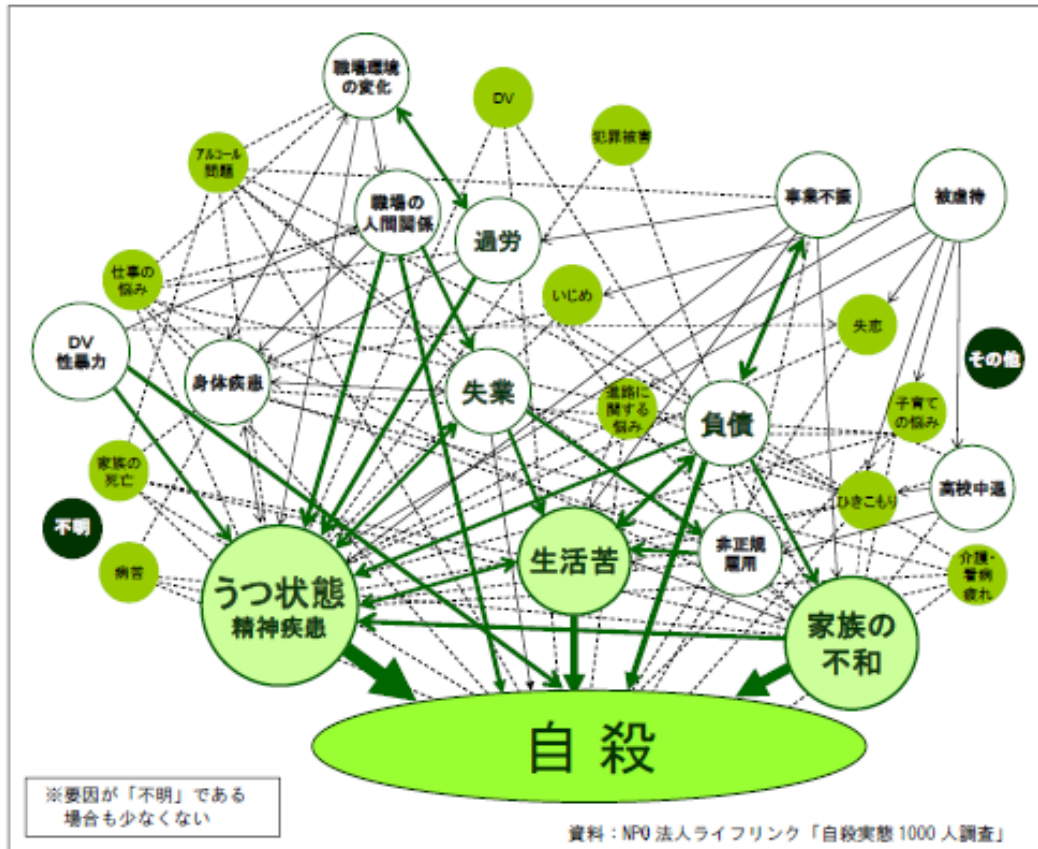 職場環境
の変化
DV
犯罪被害
アルコール
問題
職場の
人間関係
過労
事業不振
被虐待
仕事の
悩み
いじめ
失恋
DV
性暴力
身体疾患
失業
進路に
関する
悩み
負債
その他
子育て
の悩み
家族の
死亡
ひきこもり
高校中退
不明
病苦
うつ状態
精神疾患
生活苦
非正規
雇用
介護・
看病
疲れ
家族の
不和
自殺
※要因が「不明」である
場合も少なくない
資料：NPO法人ライフリンク「自殺実態1000人調査」